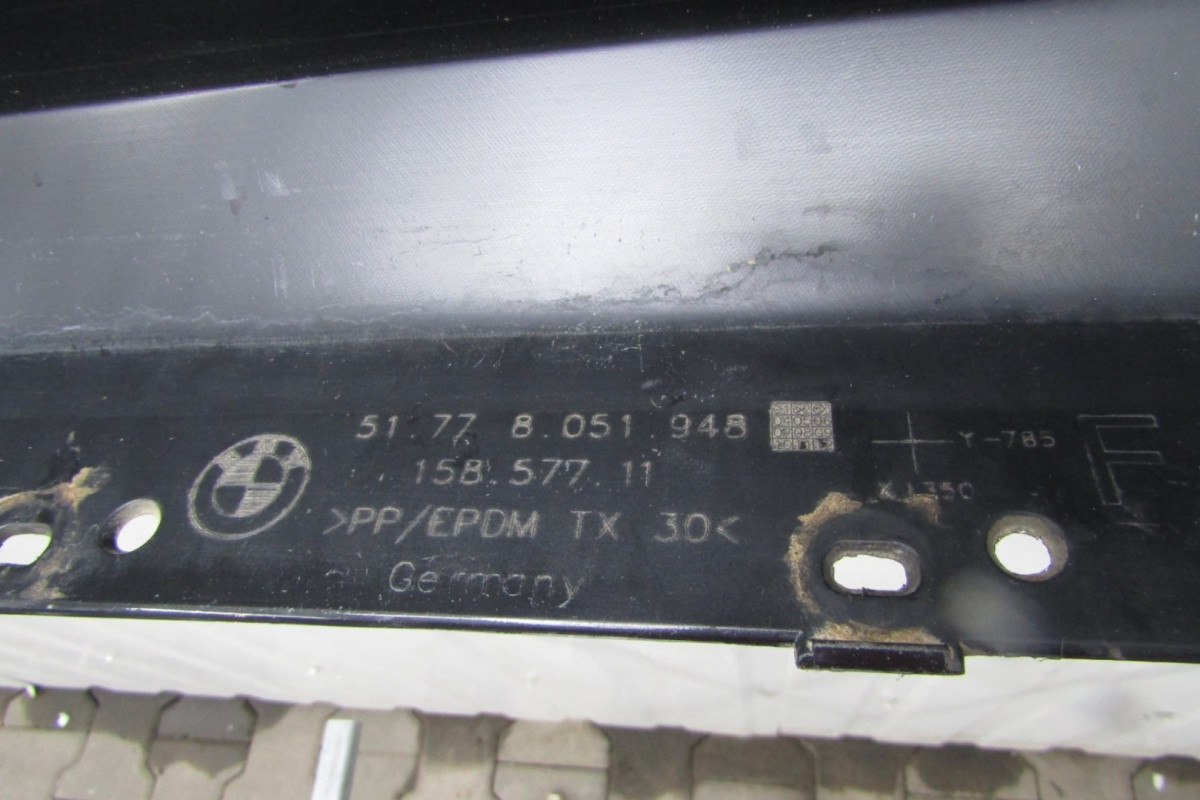 51.77 8.051.948
158.577.11
>PP/EPDM TX 30<
Germany
Y-785
X 1350
F